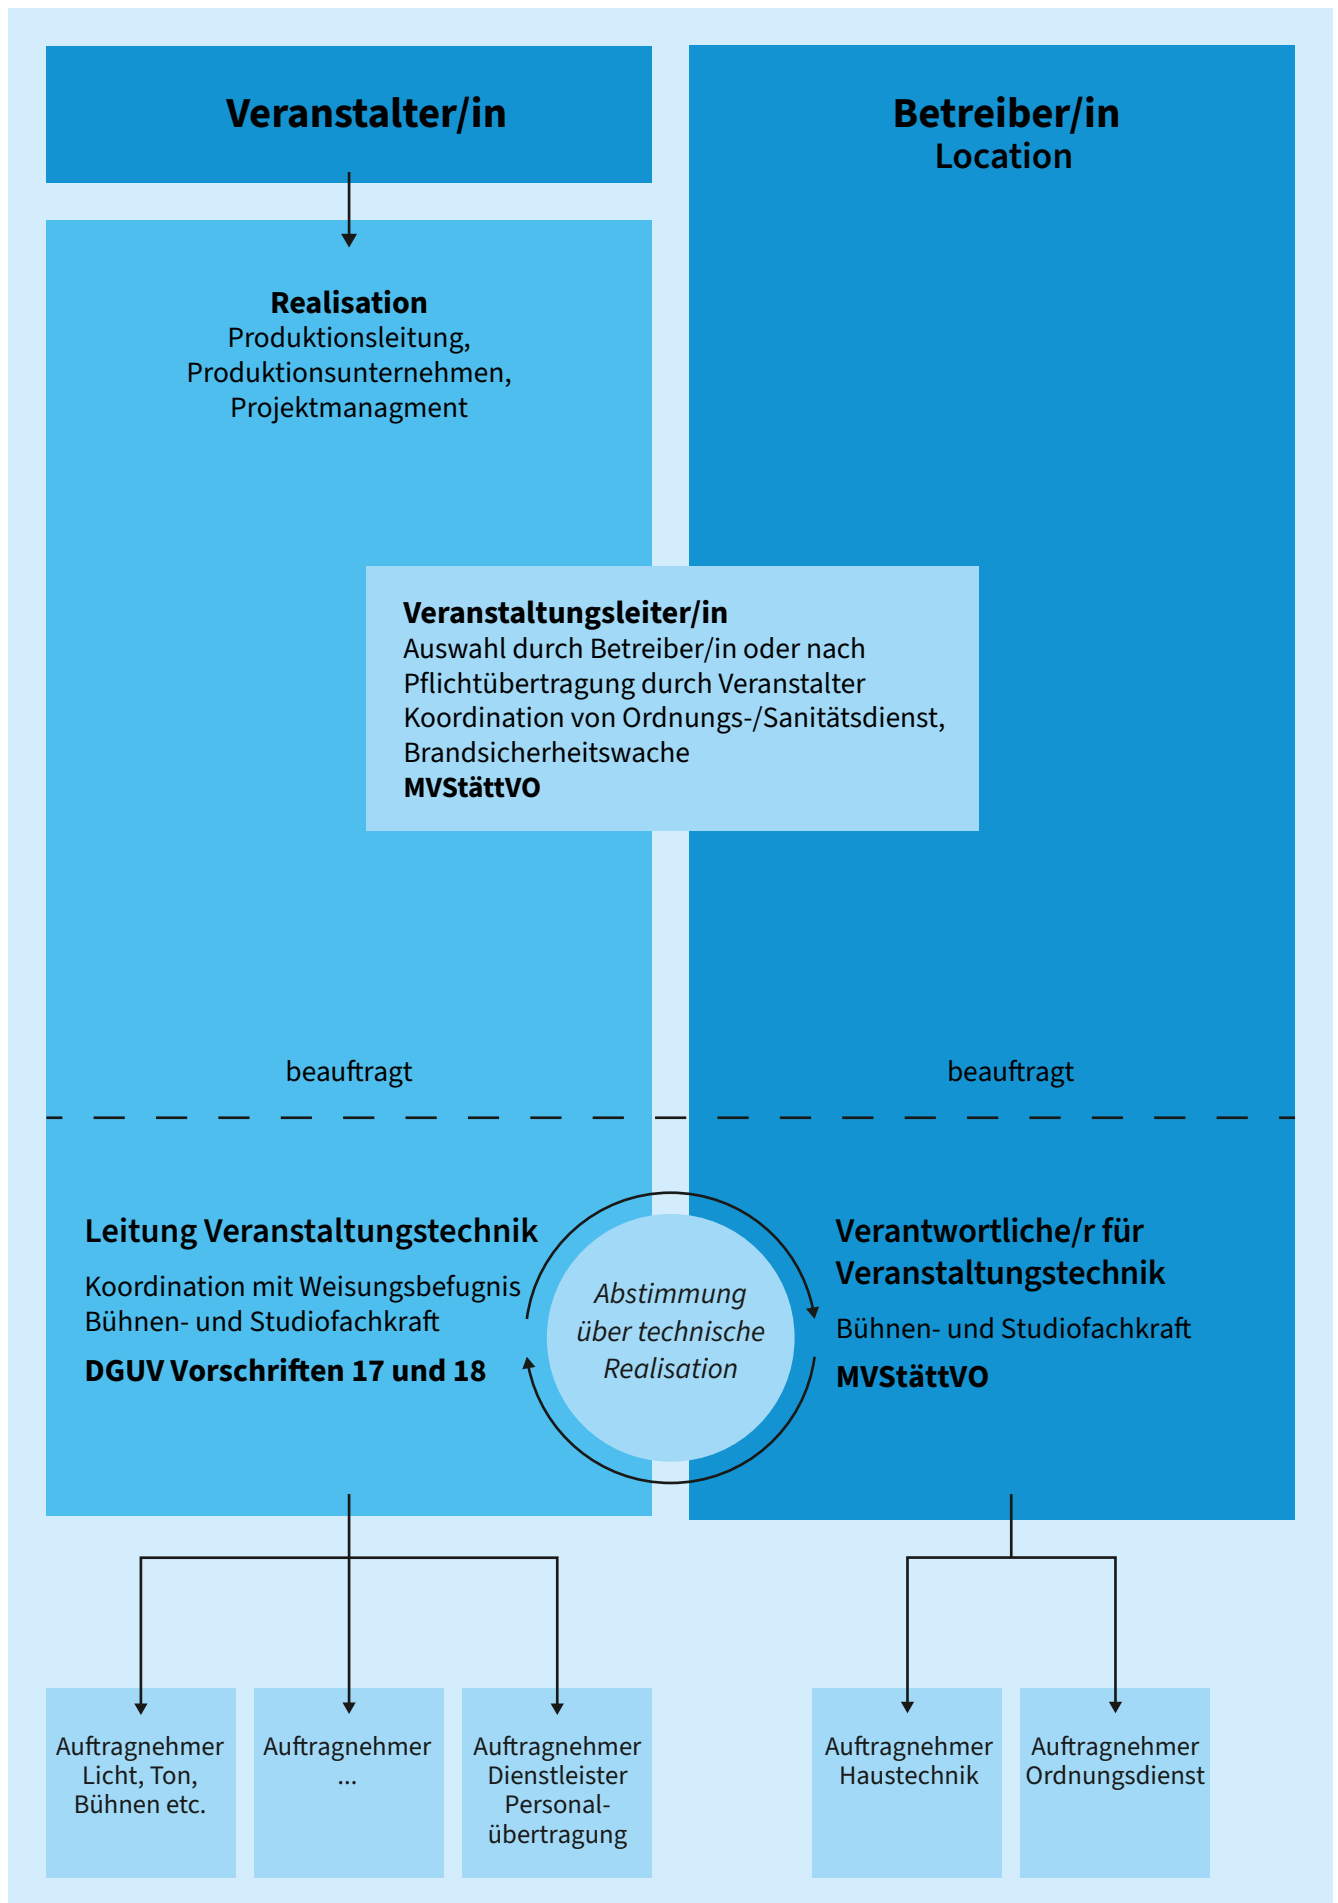 Veranstalter/in
Betreiber/in
Location
Realisation
Produktionsleitung,
Produktionsunternehmen,
Projektmanagment
Veranstaltungsleiter/in
Auswahl durch Betreiber/in oder nach
Pflichtübertragung durch Veranstalter
Koordination von Ordnungs-/Sanitätsdienst,
Brandsicherheitswache
MVStättVO
beauftragt
beauftragt
Leitung Veranstaltungstechnik
Koordination mit Weisungsbefugnis
Bühnen- und Studiofachkraft
DGUV Vorschriften 17 und 18
Abstimmung
über technische
Realisation
Verantwortliche/r für
Veranstaltungstechnik
Bühnen- und Studiofachkraft
MVStättVO
Auftragnehmer
Licht, Ton,
Bühnen etc.
Auftragnehmer
...
Auftragnehmer
Dienstleister
Personal-
übertragung
Auftragnehmer
Haustechnik
Auftragnehmer
Ordnungsdienst